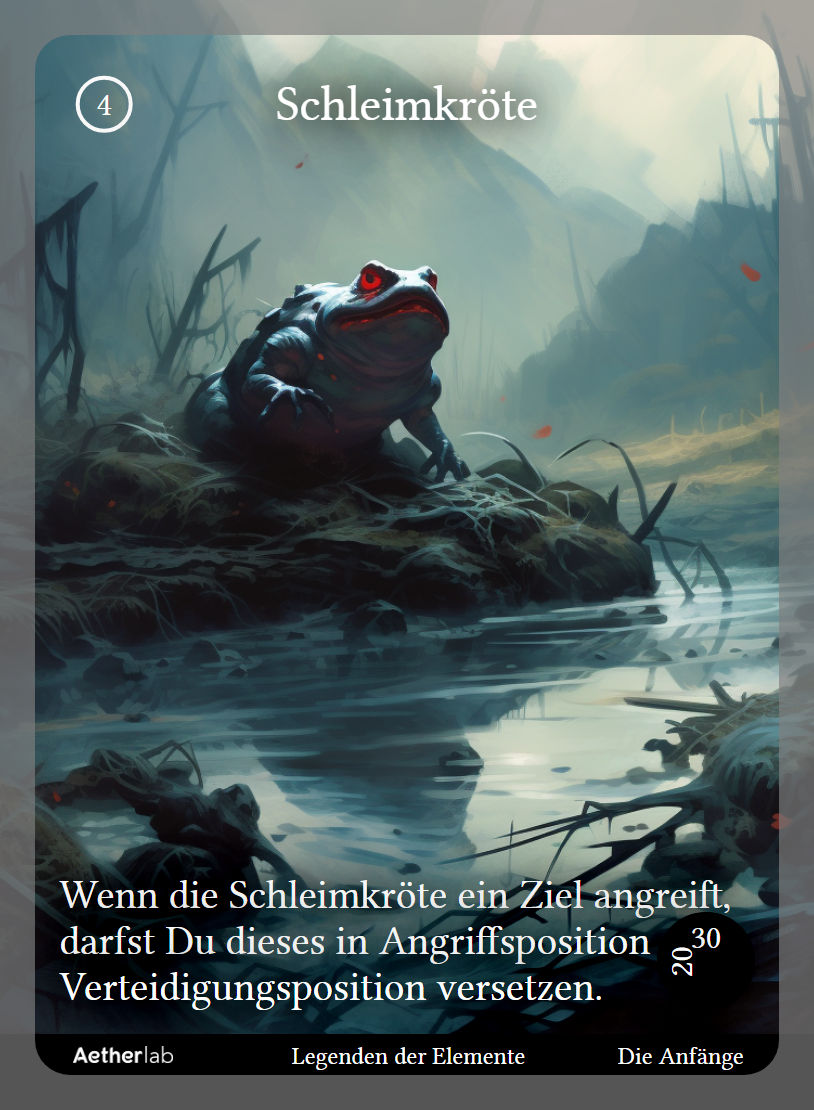 4
Schleimkröte
Wenn die Schleimkröte ein Ziel angreift,
darfst Du dieses in Angriffsposition
Verteidigungsposition versetzen.
30
20
Aetherlab
Legenden der Elemente
Die Anfänge